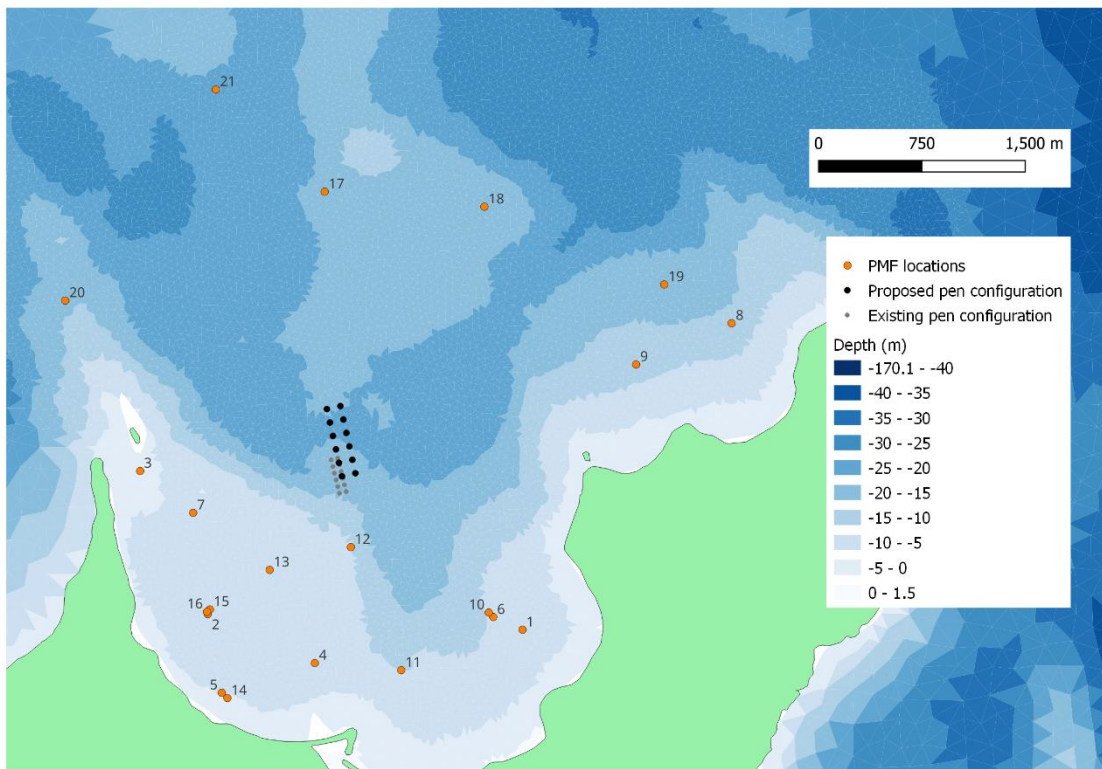 21
0 750 1,500 m
17
18
19
20
8
PMF locations
Proposed pen configuration
Existing pen configuration
Depth (m)
-170.1 - -40
-40 - -35
-35 - -30
-30 - -25
-25 - -20
-20 - -15
-15 - -10
-10 - -5
-5 - 0
0 - 1.5
9
3
7
12
13
16 15
2
10 6
1
4
11
5 14